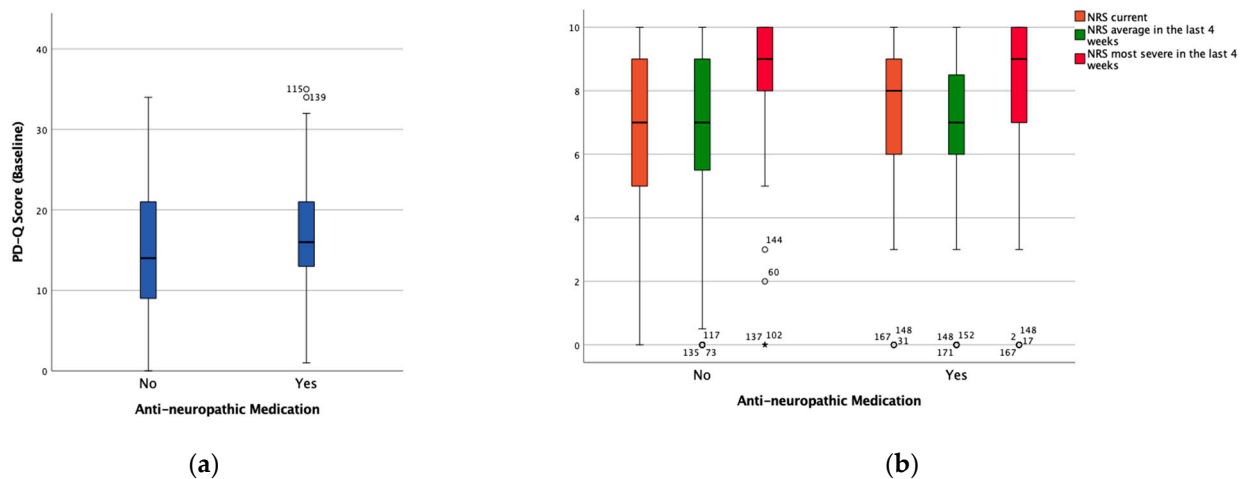 40
30
20
10
0
PD-Q Score (Baseline)
115
139
No
Yes
Anti-neuropathic Medication
(a)
10
8
6
4
2
0
144
60
117
135 73
137 102
148
167 31
148 152
171
148
2 17
167
No
Yes
Anti-neuropathic Medication
NRS current
NRS average in the last 4
weeks
NRS most severe in the last 4
weeks
(b)